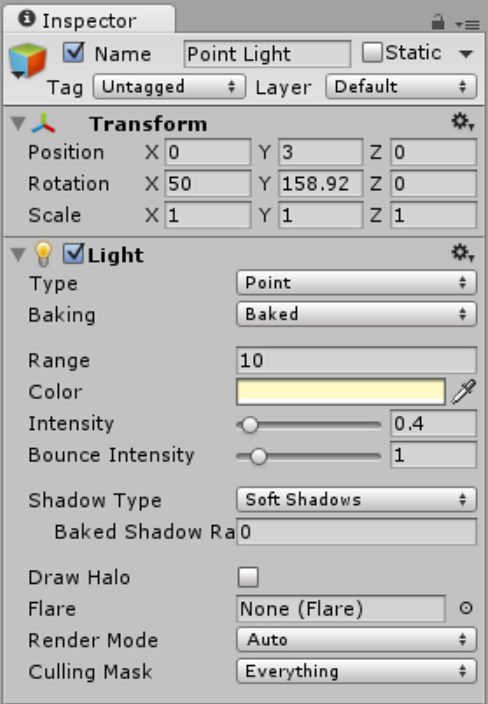 Inspector
Name Point Light Static
Tag Untagged Layer Default
Transform
Position X 0 Y 3 Z 0
Rotation X 50 Y 158.92 Z 0
Scale X 1 Y 1 Z 1
Light
Type Point
Baking Baked
Range 10
Color
Intensity 0.4
Bounce Intensity 1
Shadow Type Soft Shadows
Baked Shadow Ra 0
Draw Halo
Flare None (Flare)
Render Mode Auto
Culling Mask Everything